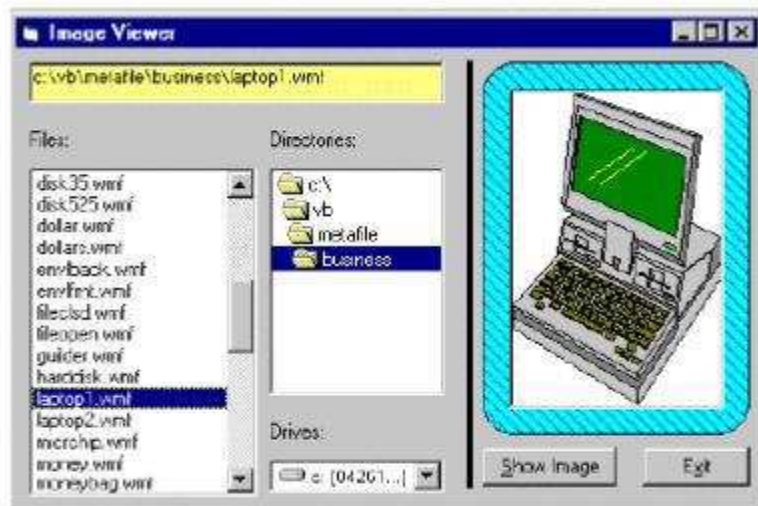 Image Viewer
c:\vb\metafile\business\laptop1.wmf
Files:
disk35.wmf
disk525.wmf
dollar.wmf
dollars.wmf
envlback.wmf
envlfrnt.wmf
fileclsd.wmf
fileopen.wmf
guilder.wmf
harddisk.wmf
laptop1.wmf
laptop2.wmf
microchip.wmf
money.wmf
moneybag.wmf
Directories:
c:\
vb
metafile
business
Drives:
c: [04261...]
Show Image
Exit